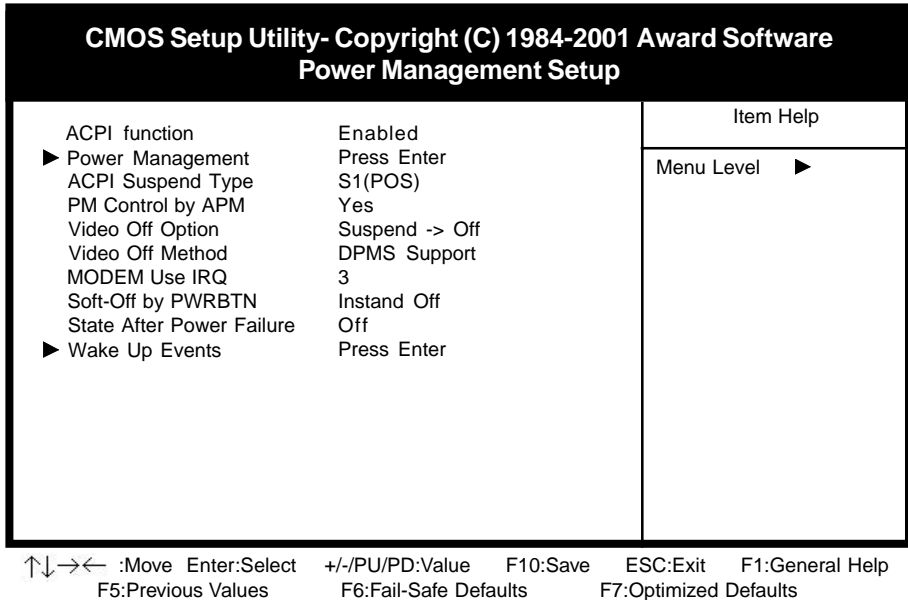 CMOS Setup Utility- Copyright (C) 1984-2001 Award Software
Power Management Setup
ACPI function Enabled
▶ Power Management Press Enter
ACPI Suspend Type S1(POS)
PM Control by APM Yes
Video Off Option Suspend -> Off
Video Off Method DPMS Support
MODEM Use IRQ 3
Soft-Off by PWRBTN Instand Off
State After Power Failure Off
▶ Wake Up Events Press Enter
Item Help
Menu Level ▶
↑↓→← :Move Enter:Select +/-/PU/PD:Value F10:Save ESC:Exit F1:General Help
F5:Previous Values F6:Fail-Safe Defaults F7:Optimized Defaults